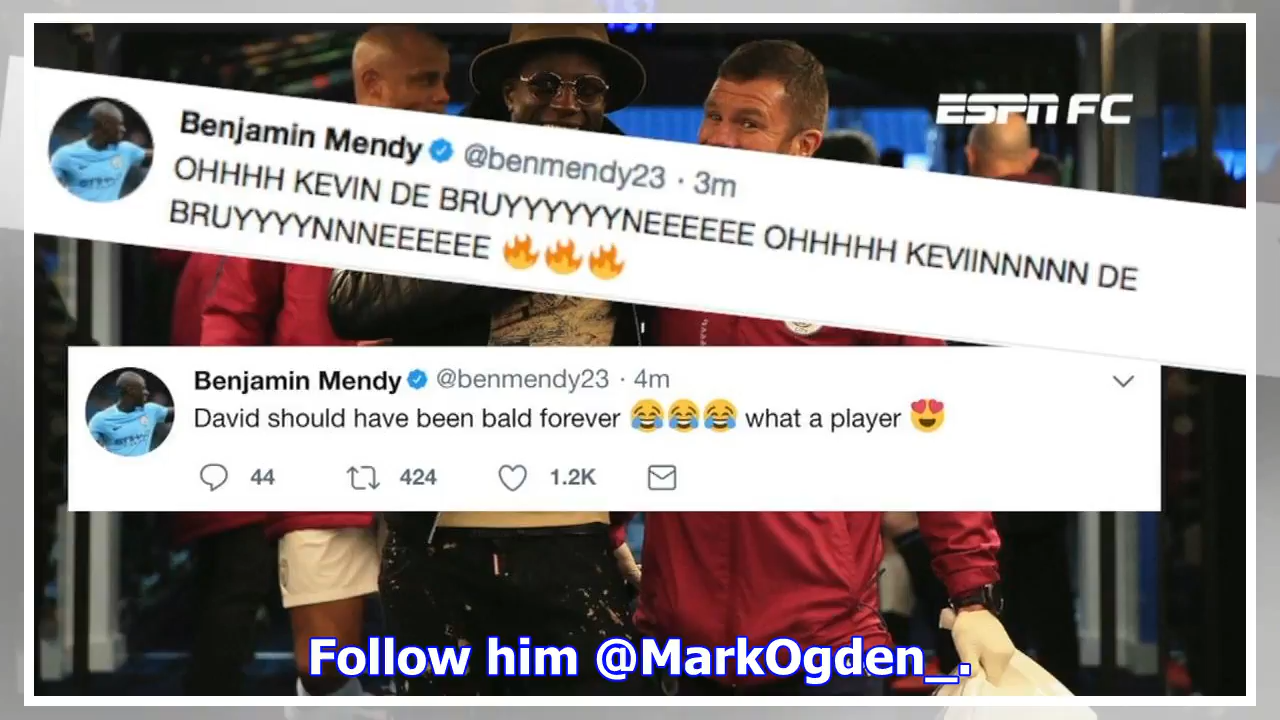 ESPN FC
Benjamin Mendy @benmendy23 · 3m
OHHHH KEVIN DE BRUYYYYYYNEEEEEE OHHHHH KEVIINNNNN DE
BRUYYYYNNNEEEEEE 🔥🔥🔥
Benjamin Mendy @benmendy23 · 4m
David should have been bald forever 😂😂😂 what a player 😍
44 424 1.2K
Follow him @MarkOgden_.